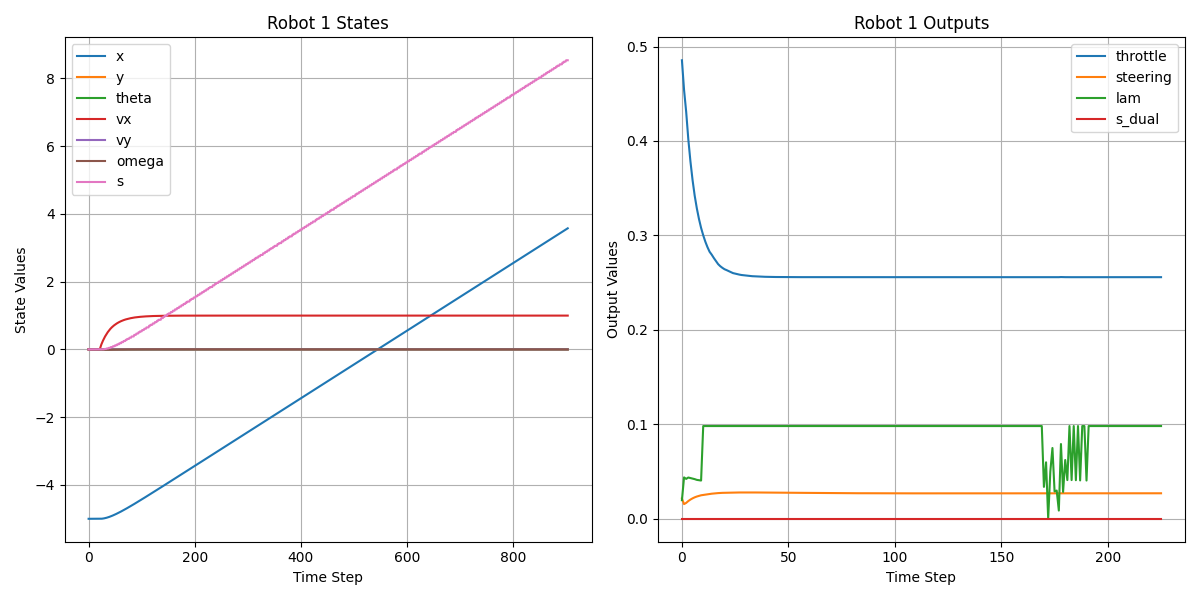 Robot 1 States
State Values
8
6
4
2
0
−2
−4
x
y
theta
vx
vy
omega
s
0 200 400 600 800
Time Step
Robot 1 Outputs
Output Values
0.5
0.4
0.3
0.2
0.1
0.0
throttle
steering
lam
s_dual
0 50 100 150 200
Time Step